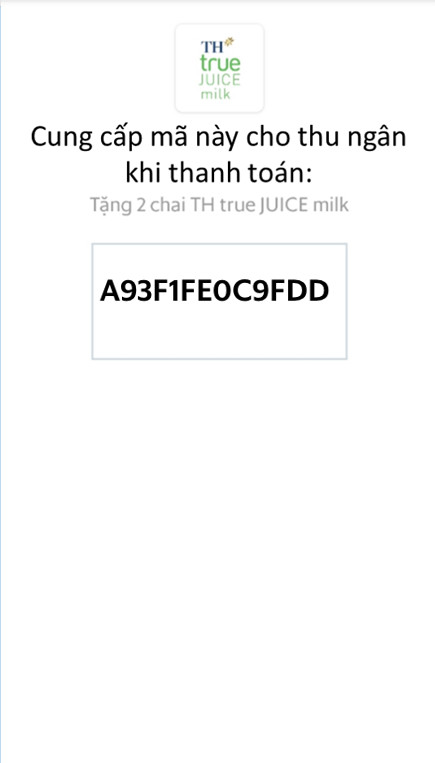 TH
true
JUICE
milk
Cung cấp mã này cho thu ngân
khi thanh toán:
Tặng 2 chai TH true JUICE milk
A93F1FE0C9FDD